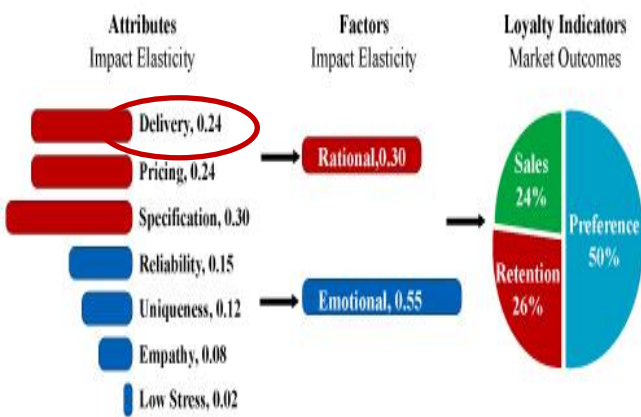 Attributes
Impact Elasticity
Factors
Impact Elasticity
Loyalty Indicators
Market Outcomes
Delivery, 0.24
Pricing, 0.24
Specification, 0.30
Reliability, 0.15
Uniqueness, 0.12
Empathy, 0.08
Low Stress, 0.02
Rational,0.30
Emotional, 0.55
Sales
24%
Preference
50%
Retention
26%